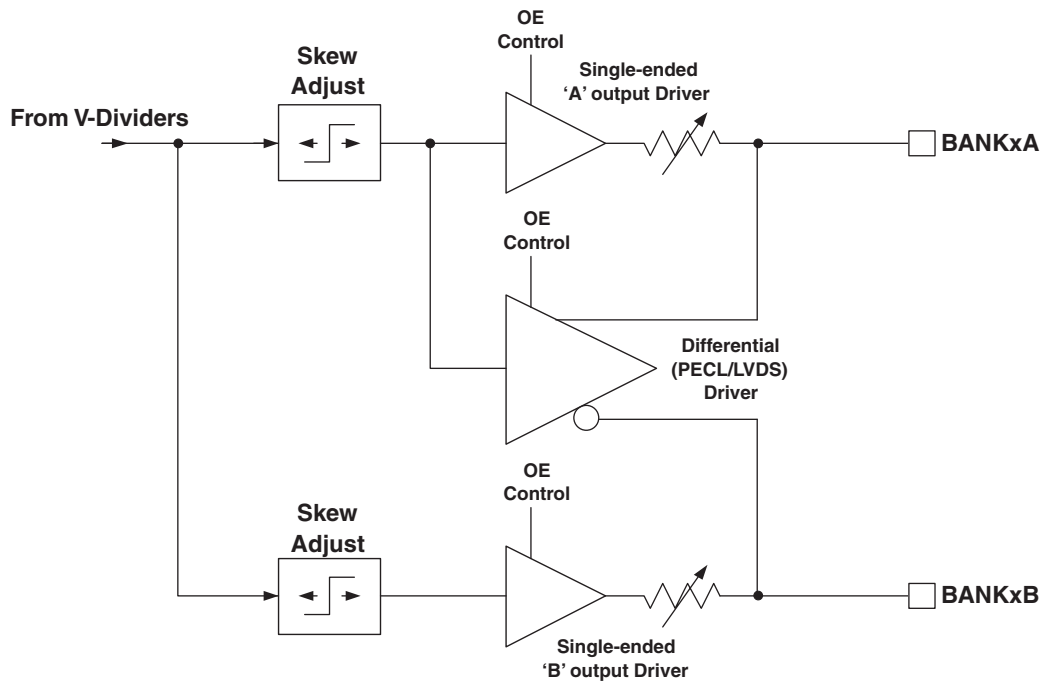 OE
Control
Skew
Adjust
Single-ended
‘A’ output Driver
From V-Dividers
BANKxA
OE
Control
Differential
(PECL/LVDS)
Driver
OE
Control
Skew
Adjust
BANKxB
Single-ended
‘B’ output Driver